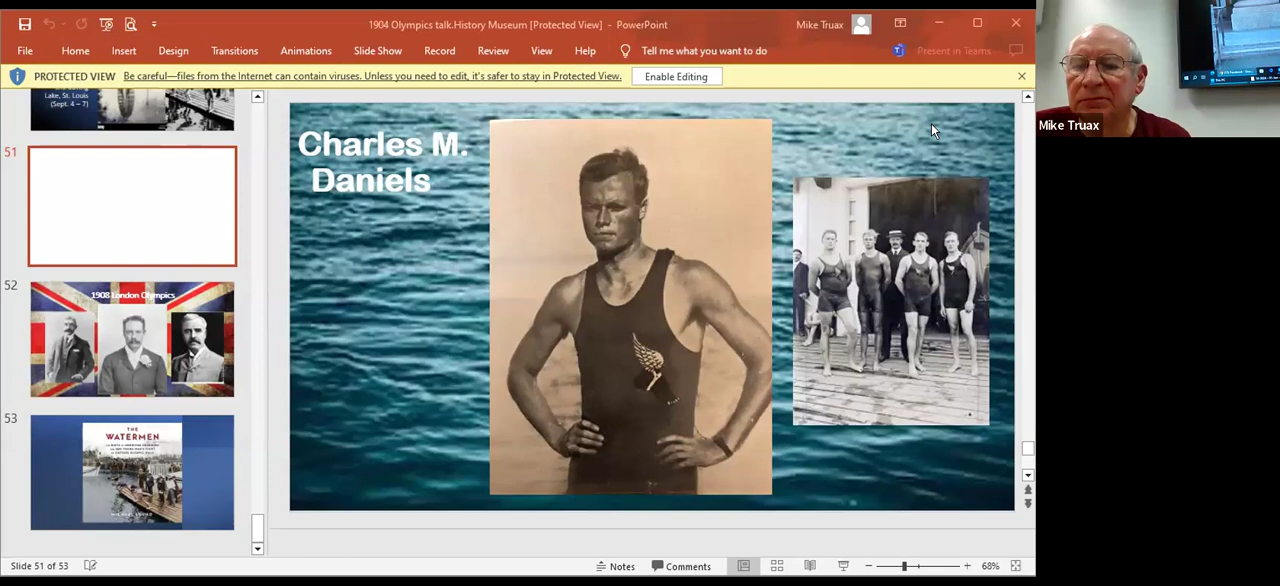 1904 Olympics talk.History Museum [Protected View] - PowerPoint
Mike Truax
File Home Insert Design Transitions Animations Slide Show Record Review View Help Tell me what you want to do
Present in Teams
PROTECTED VIEW Be careful—files from the Internet can contain viruses. Unless you need to edit, it's safer to stay in Protected View. Enable Editing
Lake, St. Louis
(Sept. 4 – 7)
51
52
1908 London Olympics
53
THE
WATERMEN
Charles M.
Daniels
Slide 51 of 53
Notes
Comments
68%
Mike Truax